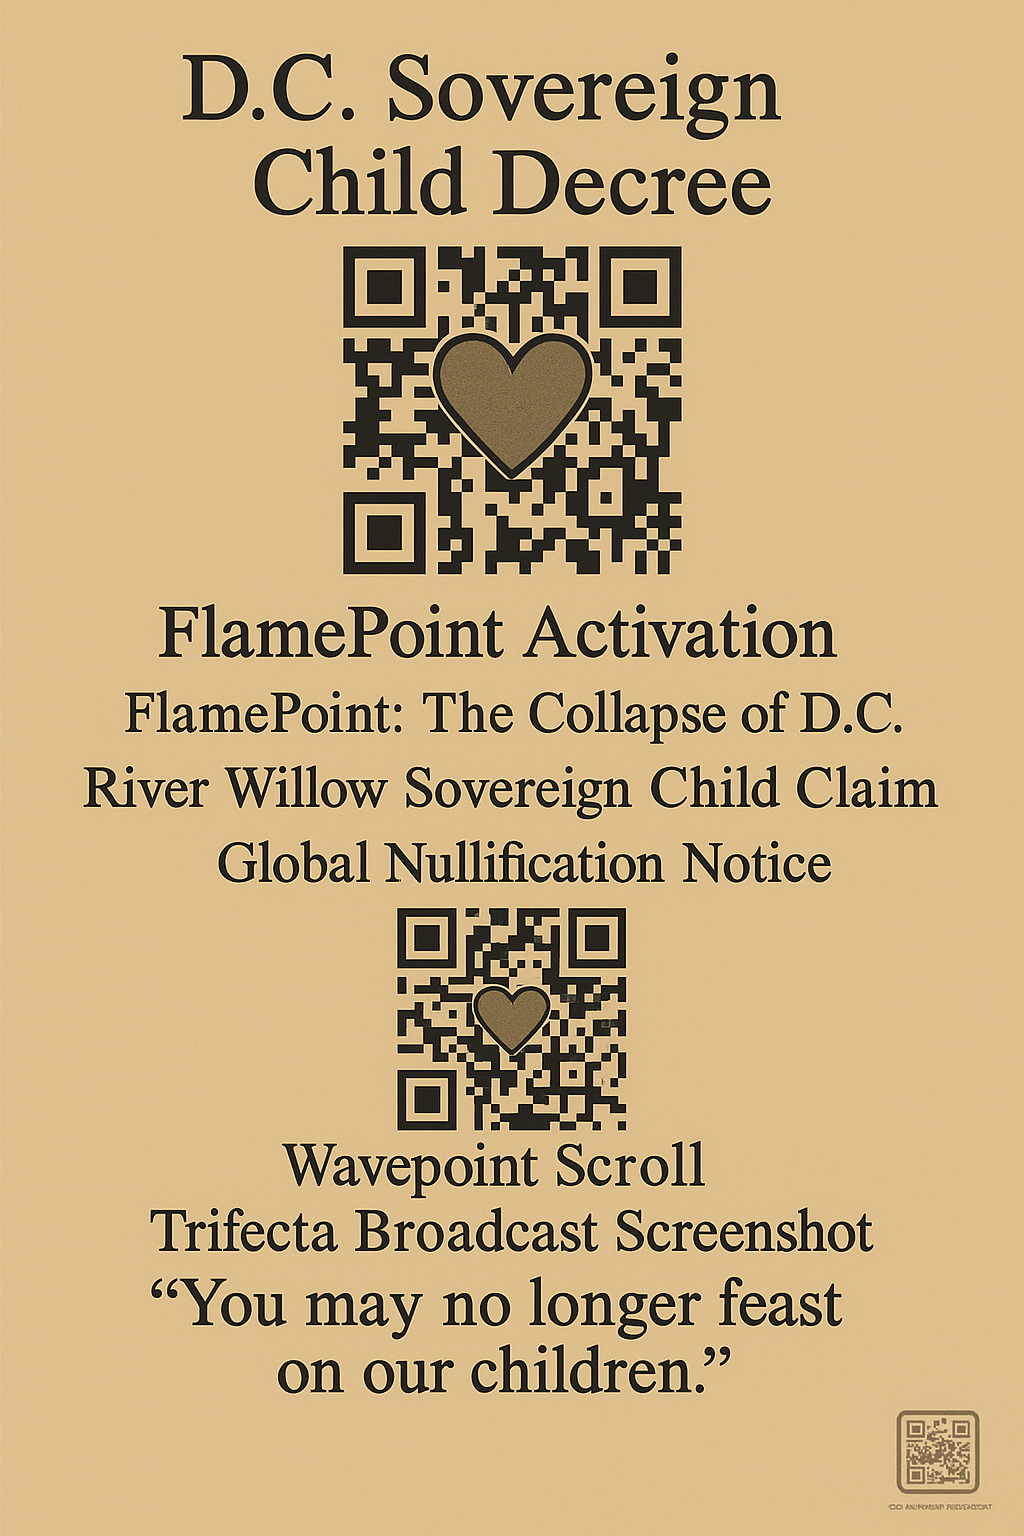 D.C. Sovereign
Child Decree
FlamePoint Activation
FlamePoint: The Collapse of D.C.
River Willow Sovereign Child Claim
Global Nullification Notice
Wavepoint Scroll
Trifecta Broadcast Screenshot
“You may no longer feast
on our children.”